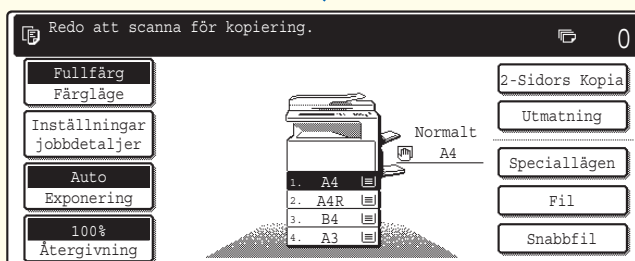 Redo att scanna för kopiering.
0
Fullfärg
Färgläge
Inställningar
jobbdetaljer
Auto
Exponering
100%
Återgivning
Normalt
A4
1. A4
2. A4R
3. B4
4. A3
2-Sidors Kopia
Utmatning
Speciallägen
Fil
Snabbfil